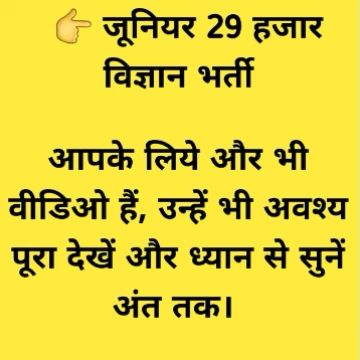 👉 जूनियर 29 हजार
विज्ञान भर्ती
आपके लिये और भी
वीडिओ हैं, उन्हें भी अवश्य
पूरा देखें और ध्यान से सुनें
अंत तक।